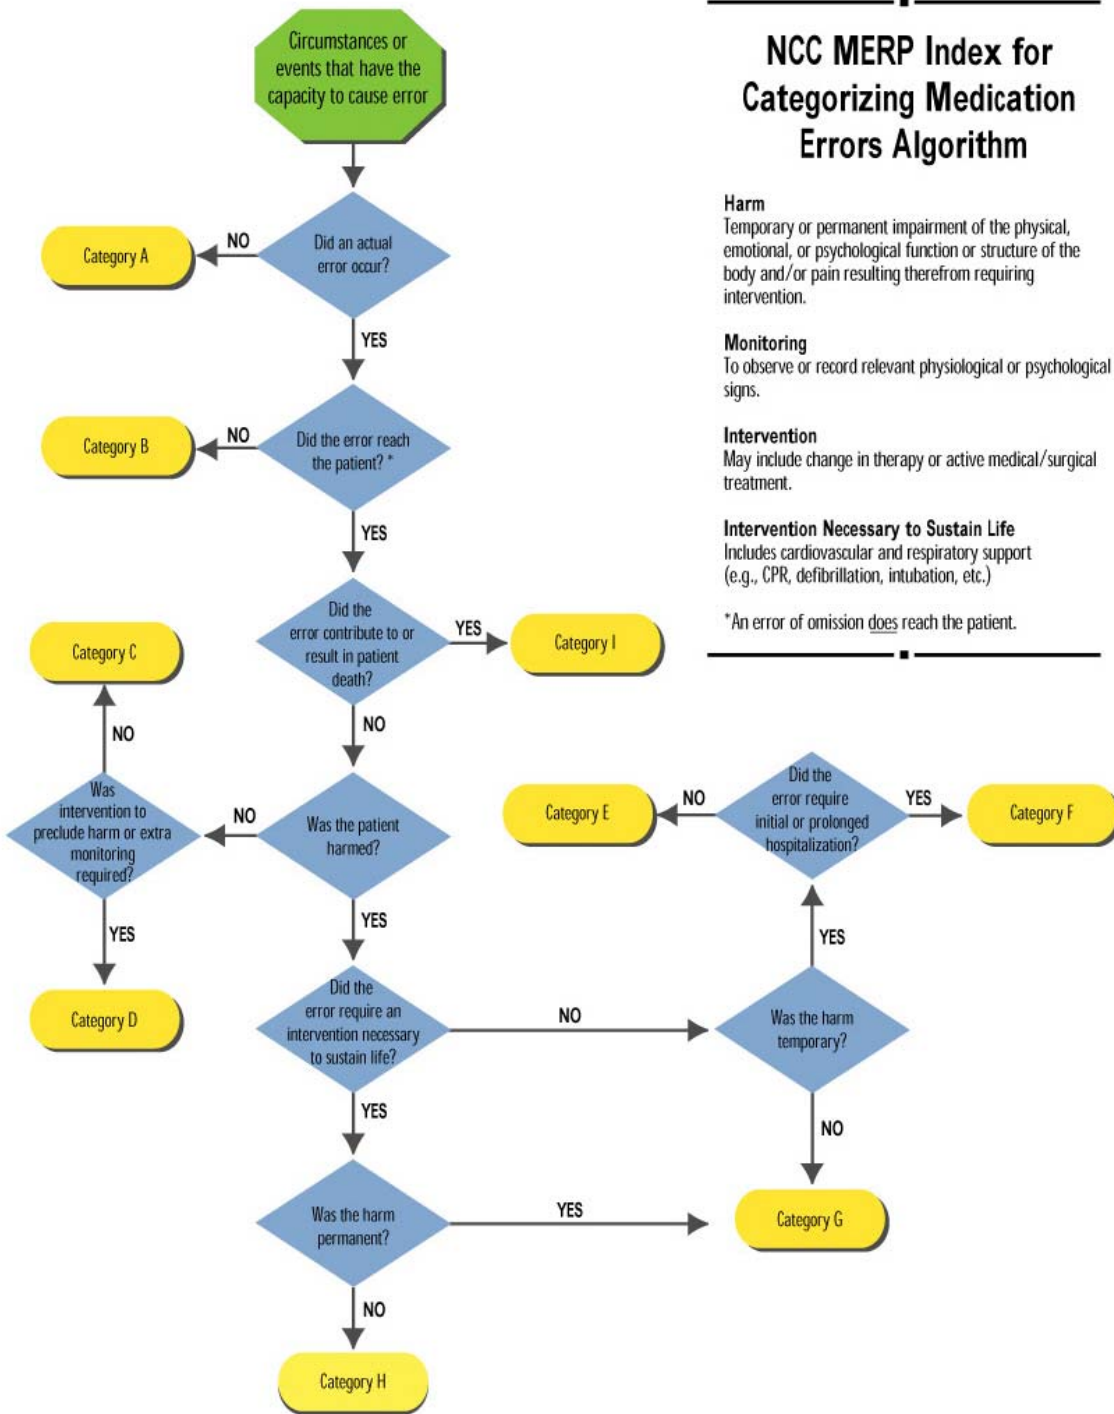 Circumstances or
events that have the
capacity to cause error
NCC MERP Index for
Categorizing Medication
Errors Algorithm
Harm
Temporary or permanent impairment of the physical,
emotional, or psychological function or structure of the
body and/or pain resulting therefrom requiring
intervention.
Monitoring
To observe or record relevant physiological or psychological
signs.
Intervention
May include change in therapy or active medical/surgical
treatment.
Intervention Necessary to Sustain Life
Includes cardiovascular and respiratory support
(e.g., CPR, defibrillation, intubation, etc.)
*An error of omission does reach the patient.
Did an actual
error occur?
NO
Category A
YES
Did the error reach
the patient? *
NO
Category B
YES
Did the
error contribute to or
result in patient
death?
YES
Category I
NO
Was the patient
harmed?
NO
Was
intervention to
preclude harm or extra
monitoring
required?
NO
Category C
YES
Category D
YES
Did the
error require an
intervention necessary
to sustain life?
NO
Was the harm
temporary?
YES
Did the
error require
initial or prolonged
hospitalization?
NO
Category E
YES
Category F
NO
Category G
YES
Was the harm
permanent?
YES
NO
Category H